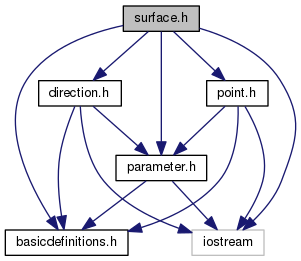 surface.h
direction.h
point.h
parameter.h
basicdefinitions.h
iostream